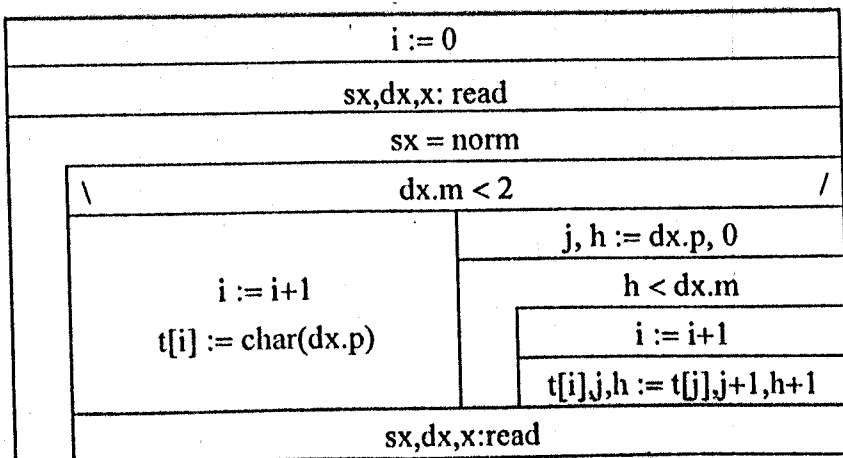 i := 0
sx,dx,x: read
sx = norm
\ dx.m < 2 /
i := i+1
t[i] := char(dx.p)
j, h := dx.p, 0
h < dx.m
i := i+1
t[i],j,h := t[j],j+1,h+1
sx,dx,x:read